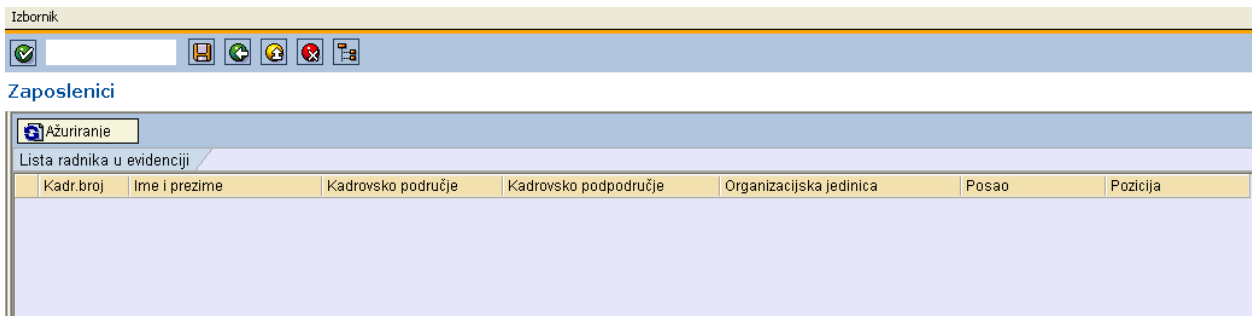 Izbornik
Zaposlenici
Ažuriranje
Lista radnika u evidenciji
Kadr.broj Ime i prezime Kadrovsko područje Kadrovsko podpodručje Organizacijska jedinica Posao Pozicija